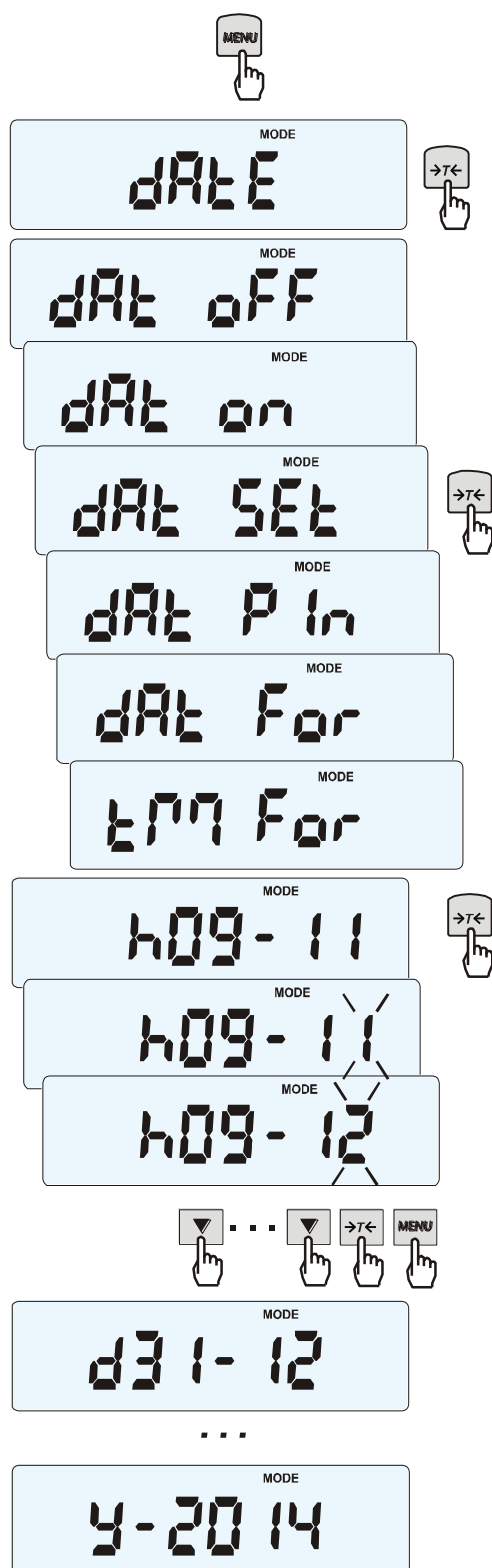 MENU
MODE
dAtE
→T←
MODE
dAt oFF
MODE
dAt on
MODE
dAt SEt
→T←
MODE
dAt PIn
MODE
dAt For
MODE
tM For
MODE
h09-11
→T←
MODE
h09-11
MODE
h09-12
▼ ... ▼ →T← MENU
MODE
d31-12
...
MODE
y-2014